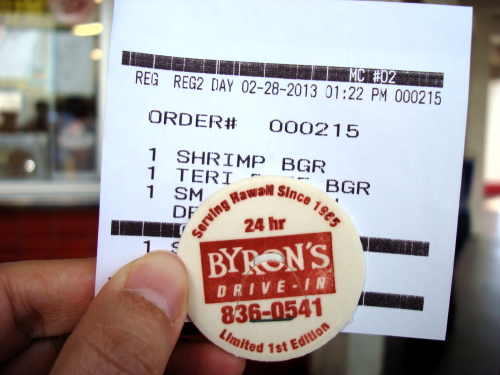 MC #02
REG REG2 DAY 02-28-2013 01:22 PM 000215
ORDER# 000215
1 SHRIMP BGR
1 TERI BGR
1 SM
1
Serving Hawaii Since 1965
24 hr
BYRON'S
DRIVE-IN
836-0541
Limited 1st Edition